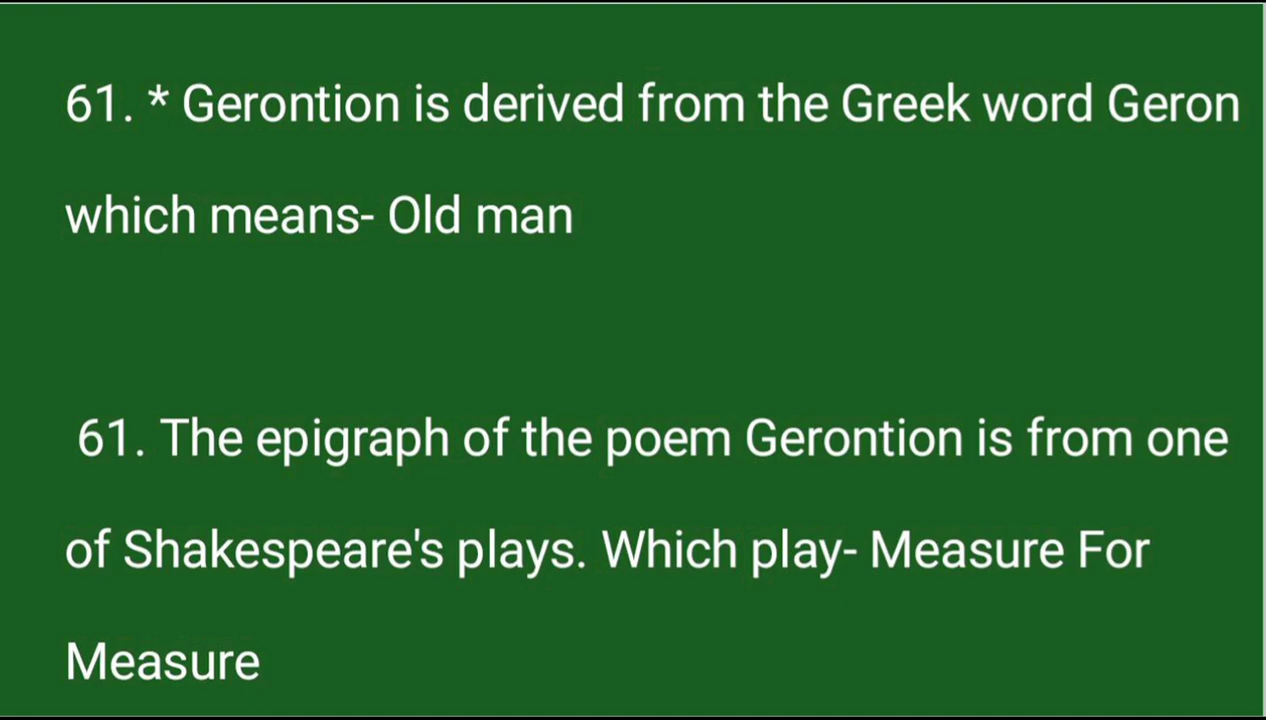 61. * Gerontion is derived from the Greek word Geron
which means- Old man
61. The epigraph of the poem Gerontion is from one
of Shakespeare's plays. Which play- Measure For
Measure